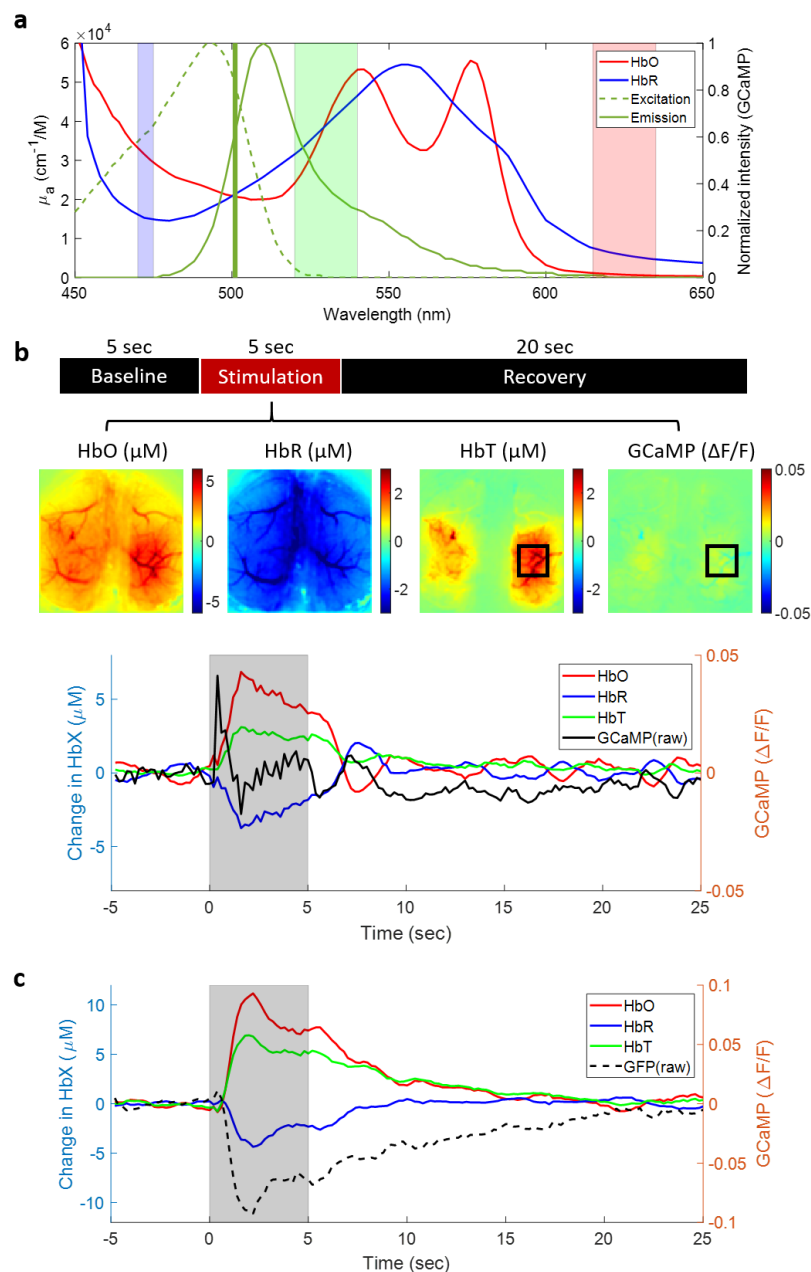 a
×10⁴
6
5
4
3
2
1
0
μa (cm⁻¹/M)
HbO
HbR
Excitation
Emission
1
0.8
0.6
0.4
0.2
0
Normalized intensity (GCaMP)
450 500 550 600 650
Wavelength (nm)
b
5 sec 5 sec 20 sec
Baseline Stimulation Recovery
HbO (μM) HbR (μM) HbT (μM) GCaMP (ΔF/F)
5
0
-5
2
0
-2
2
0
-2
0.05
0
-0.05
5
0
-5
Change in HbX (μM)
HbO
HbR
HbT
GCaMP(raw)
0.05
0
-0.05
GCaMP (ΔF/F)
-5 0 5 10 15 20 25
Time (sec)
c
10
5
0
-5
-10
Change in HbX (μM)
HbO
HbR
HbT
GFP(raw)
0.1
0.05
0
-0.05
-0.1
GCaMP (ΔF/F)
-5 0 5 10 15 20 25
Time (sec)